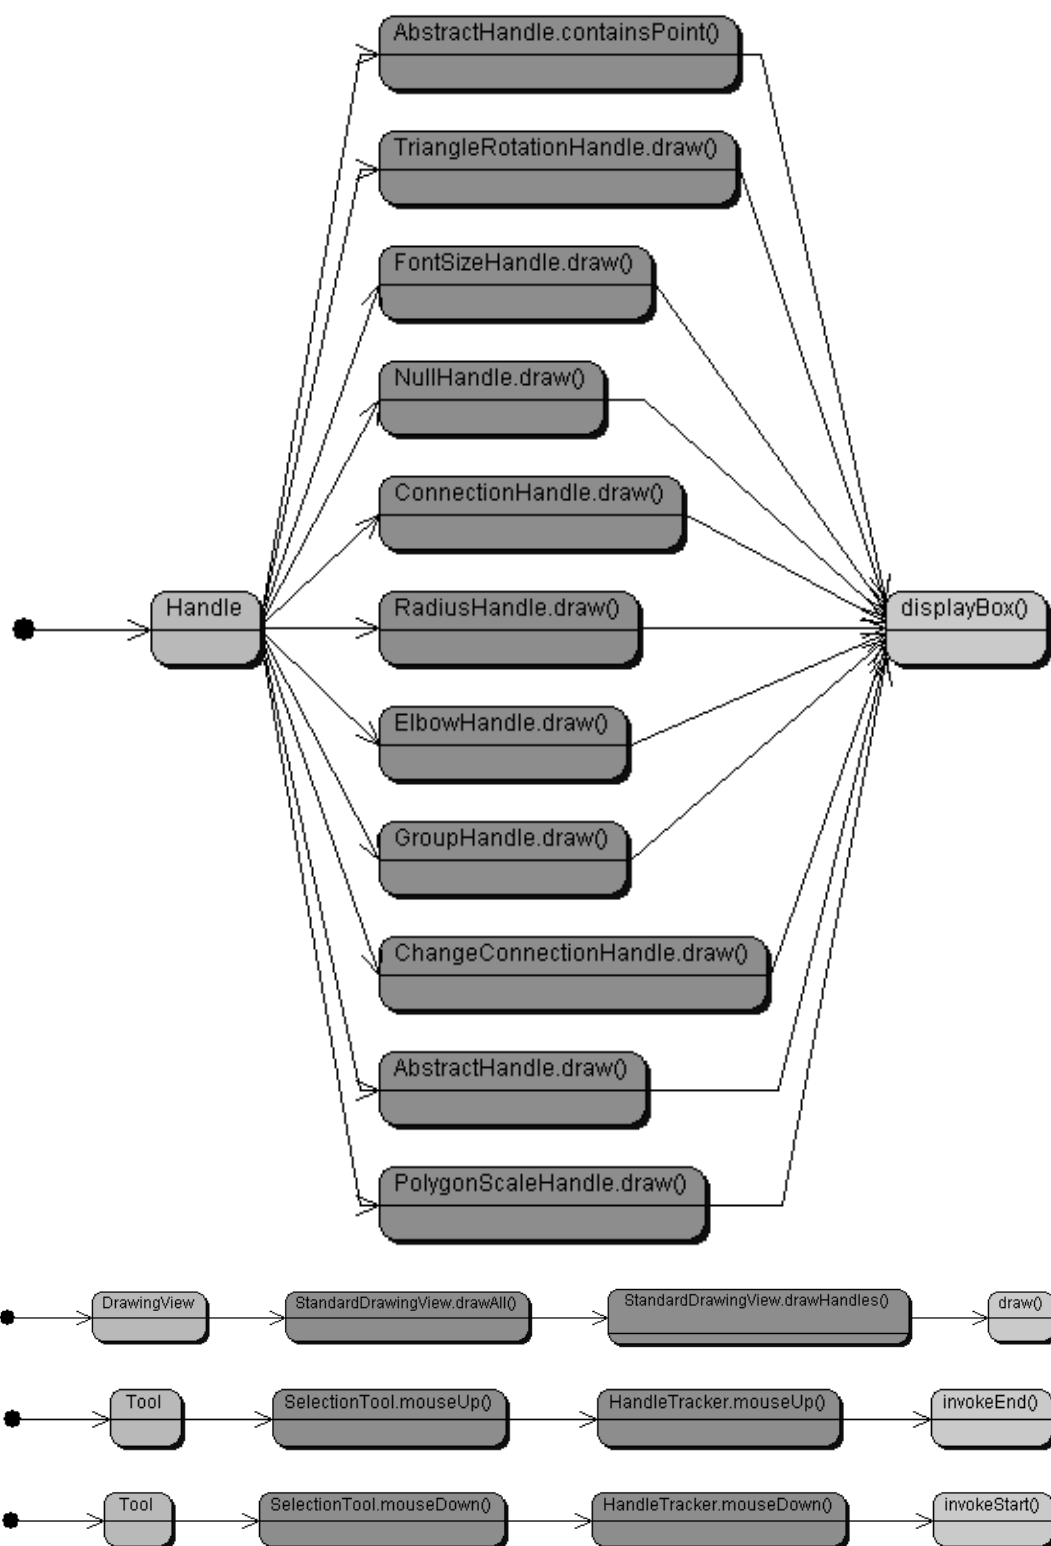 AbstractHandle.containsPoint()
TriangleRotationHandle.draw()
FontSizeHandle.draw()
NullHandle.draw()
ConnectionHandle.draw()
Handle
RadiusHandle.draw()
displayBox()
ElbowHandle.draw()
GroupHandle.draw()
ChangeConnectionHandle.draw()
AbstractHandle.draw()
PolygonScaleHandle.draw()
DrawingView
StandardDrawingView.drawAll()
StandardDrawingView.drawHandles()
draw()
Tool
SelectionTool.mouseUp()
HandleTracker.mouseUp()
invokeEnd()
Tool
SelectionTool.mouseDown()
HandleTracker.mouseDown()
invokeStart()